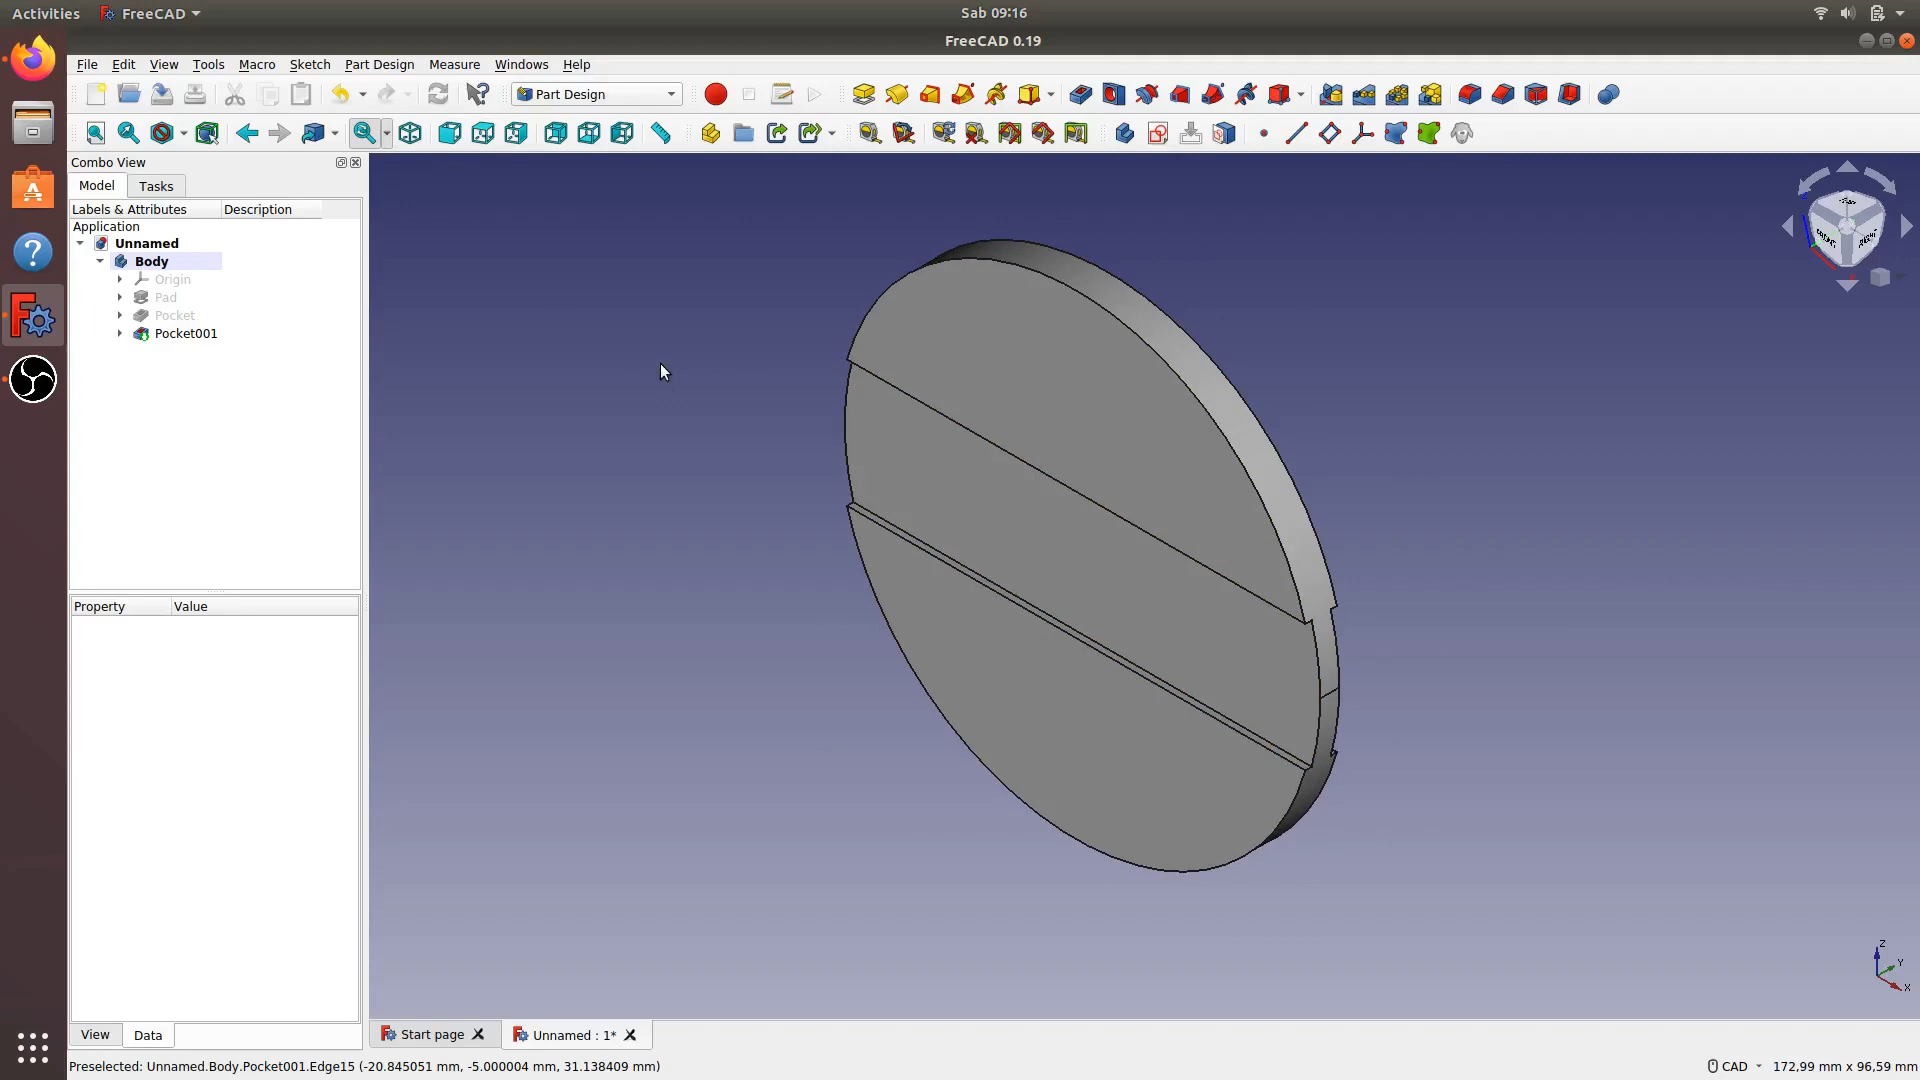 Activities FreeCAD Sab 09:16
FreeCAD 0.19
File Edit View Tools Macro Sketch Part Design Measure Windows Help
Part Design
Combo View
Model Tasks
Labels & Attributes Description
Application
Unnamed
Body
Origin
Pad
Pocket
Pocket001
Property Value
View Data
FRONT
RIGHT
Z
Y
X
Start page Unnamed : 1*
Preselected: Unnamed.Body.Pocket001.Edge15 (-20.845051 mm, -5.000004 mm, 31.138409 mm) CAD 172,99 mm x 96,59 mm